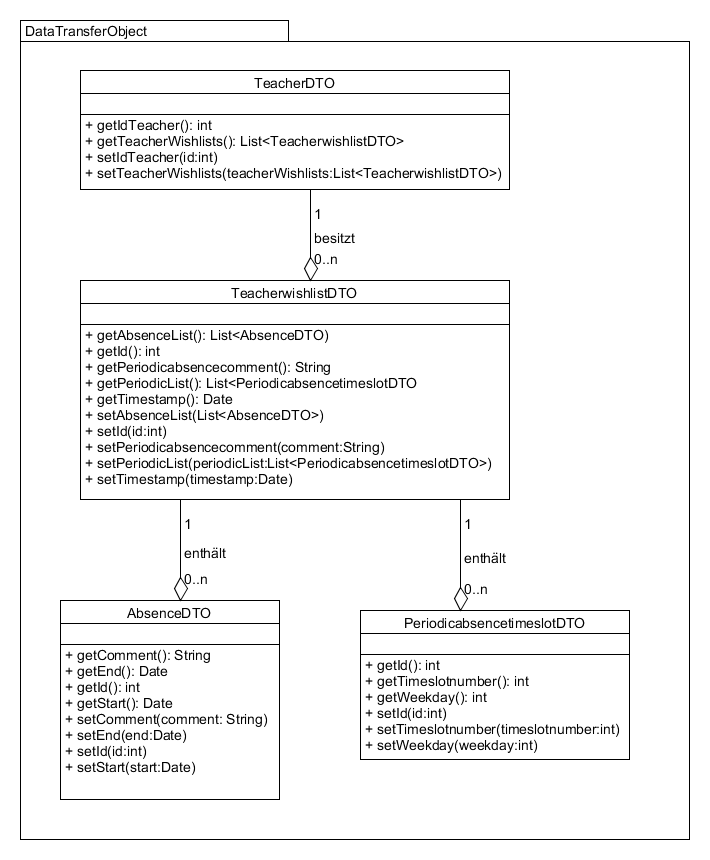 DataTransferObject
TeacherDTO
+ getIdTeacher(): int
+ getTeacherWishlists(): List<TeacherwishlistDTO>
+ setIdTeacher(id:int)
+ setTeacherWishlists(teacherWishlists:List<TeacherwishlistDTO>)
1
besitzt
0..n
TeacherwishlistDTO
+ getAbsenceList(): List<AbsenceDTO)
+ getId(): int
+ getPeriodicabsencecomment(): String
+ getPeriodicList(): List<PeriodicabsencetimeslotDTO
+ getTimestamp(): Date
+ setAbsenceList(List<AbsenceDTO>)
+ setId(id:int)
+ setPeriodicabsencecomment(comment:String)
+ setPeriodicList(periodicList:List<PeriodicabsencetimeslotDTO>)
+ setTimestamp(timestamp:Date)
1
enthält
0..n
AbsenceDTO
+ getComment(): String
+ getEnd(): Date
+ getId(): int
+ getStart(): Date
+ setComment(comment: String)
+ setEnd(end:Date)
+ setId(id:int)
+ setStart(start:Date)
1
enthält
0..n
PeriodicabsencetimeslotDTO
+ getId(): int
+ getTimeslotnumber(): int
+ getWeekday(): int
+ setId(id:int)
+ setTimeslotnumber(timeslotnumber:int)
+ setWeekday(weekday:int)